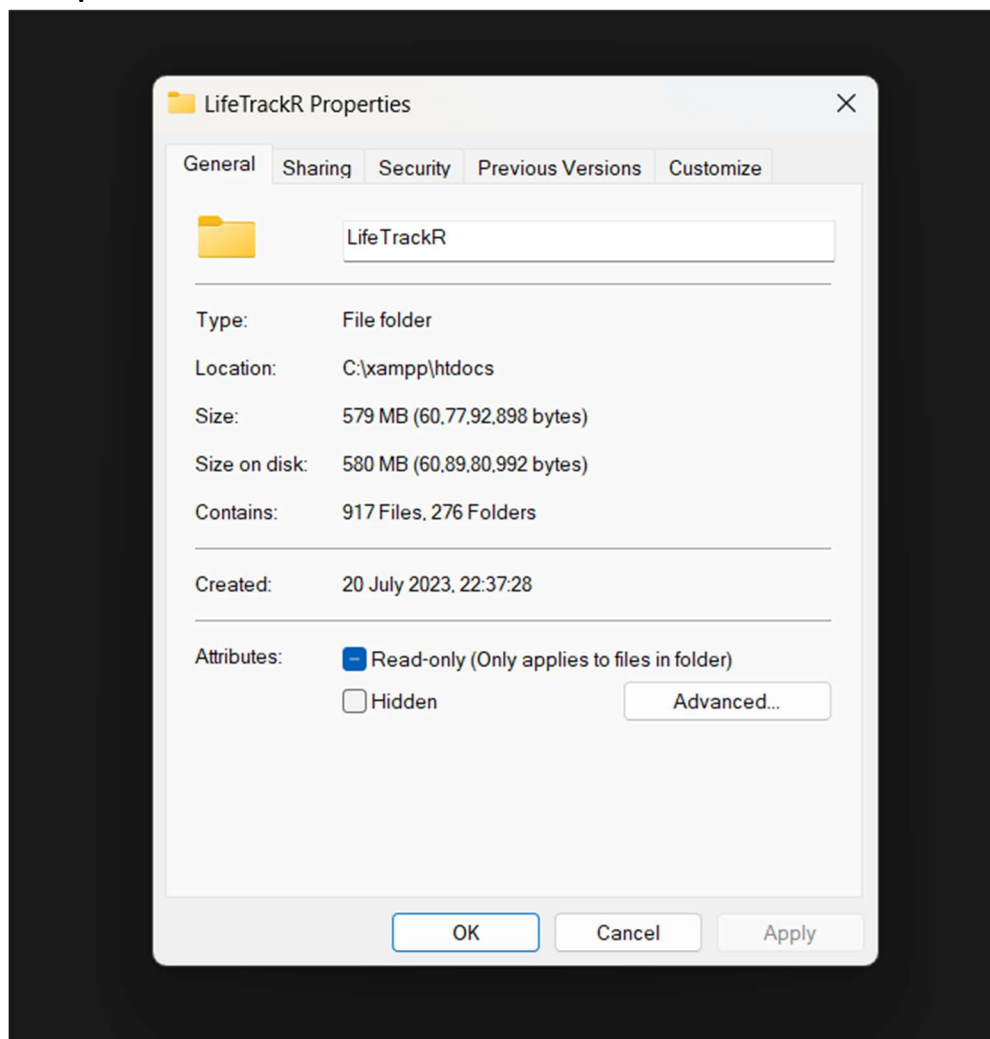 LifeTrackR Properties
General Sharing Security Previous Versions Customize
LifeTrackR
Type: File folder
Location: C:\xampp\htdocs
Size: 579 MB (60,77,92,898 bytes)
Size on disk: 580 MB (60,89,80,992 bytes)
Contains: 917 Files, 276 Folders
Created: 20 July 2023, 22:37:28
Attributes: Read-only (Only applies to files in folder)
Hidden Advanced...
OK Cancel Apply